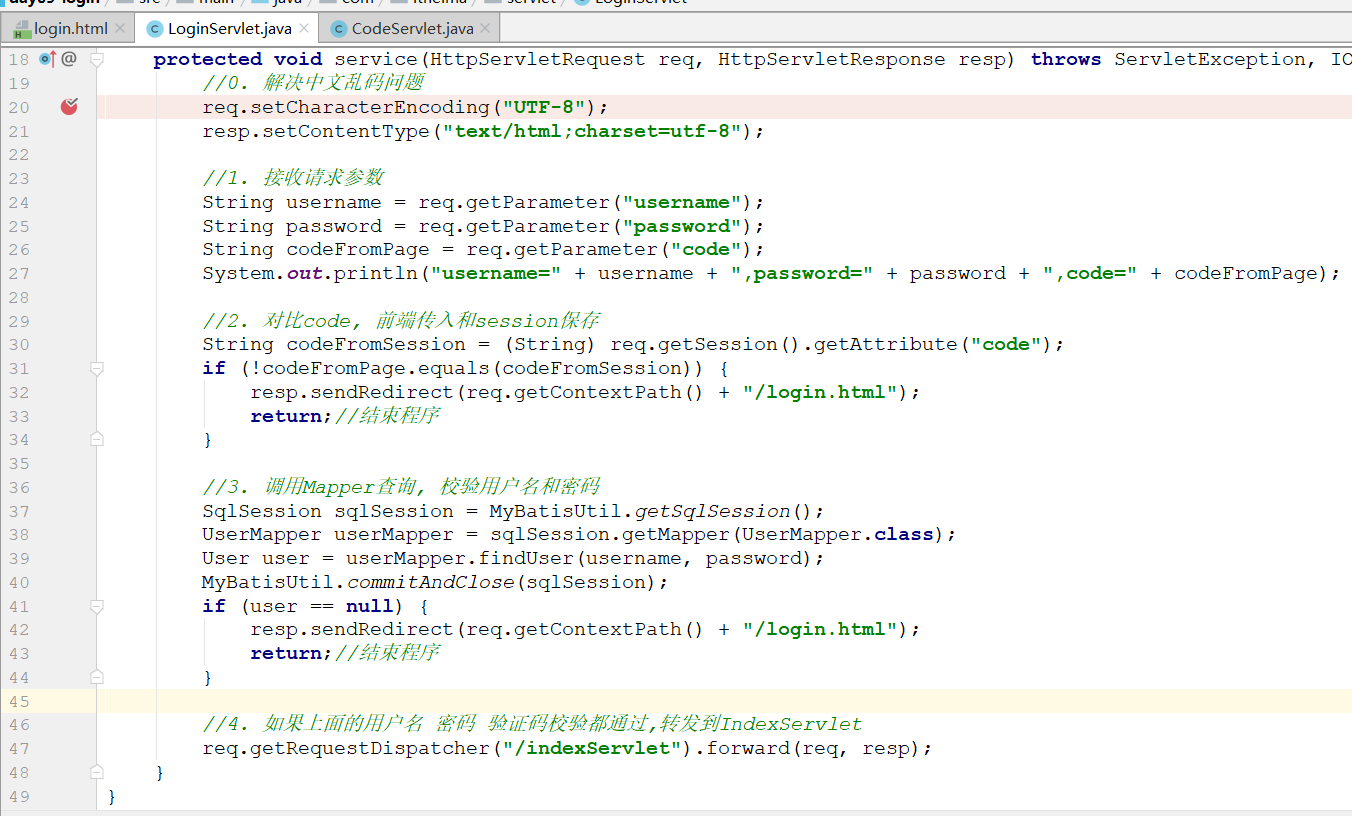 day09-login src main java com itheima servlet LoginServlet
login.html LoginServlet.java CodeServlet.java
18 protected void service(HttpServletRequest req, HttpServletResponse resp) throws ServletException, IO
19 //0. 解决中文乱码问题
20 req.setCharacterEncoding("UTF-8");
21 resp.setContentType("text/html;charset=utf-8");
22
23 //1. 接收请求参数
24 String username = req.getParameter("username");
25 String password = req.getParameter("password");
26 String codeFromPage = req.getParameter("code");
27 System.out.println("username=" + username + ",password=" + password + ",code=" + codeFromPage);
28
29 //2. 对比code, 前端传入和session保存
30 String codeFromSession = (String) req.getSession().getAttribute("code");
31 if (!codeFromPage.equals(codeFromSession)) {
32 resp.sendRedirect(req.getContextPath() + "/login.html");
33 return;//结束程序
34 }
35
36 //3. 调用Mapper查询, 校验用户名和密码
37 SqlSession sqlSession = MyBatisUtil.getSqlSession();
38 UserMapper userMapper = sqlSession.getMapper(UserMapper.class);
39 User user = userMapper.findUser(username, password);
40 MyBatisUtil.commitAndClose(sqlSession);
41 if (user == null) {
42 resp.sendRedirect(req.getContextPath() + "/login.html");
43 return;//结束程序
44 }
45
46 //4. 如果上面的用户名 密码 验证码校验都通过,转发到IndexServlet
47 req.getRequestDispatcher("/indexServlet").forward(req, resp);
48 }
49 }